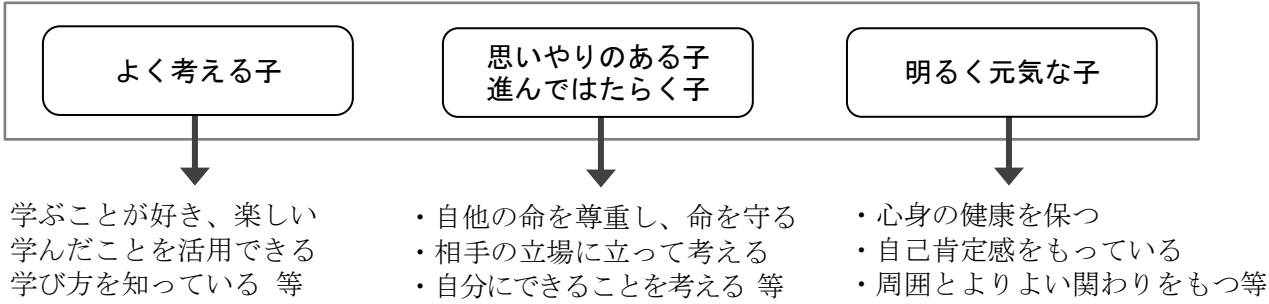 よく考える子
思いやりのある子
進んではたらく子
明るく元気な子
学ぶことが好き、楽しい
学んだことを活用できる
学び方を知っている 等
・自他の命を尊重し、命を守る
・相手の立場に立って考える
・自分にできることを考える 等
・心身の健康を保つ
・自己肯定感をもっている
・周囲とよりよい関わりをもつ等